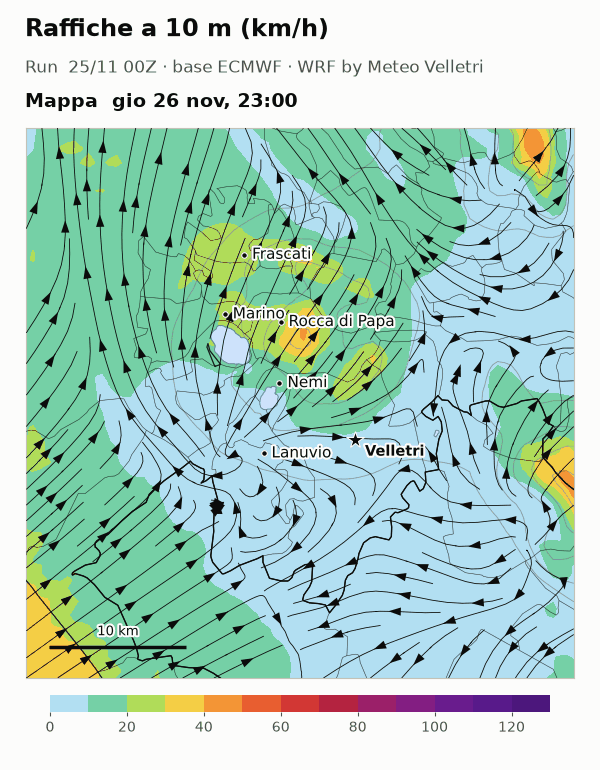 Raffiche a 10 m (km/h)
Run  25/11 00Z · base ECMWF · WRF by Meteo Velletri
Mappa  gio 26 nov, 23:00
Frascati
Marino
Rocca di Papa
Nemi
Velletri
Lanuvio
10 km
0 20 40 60 80 100 120